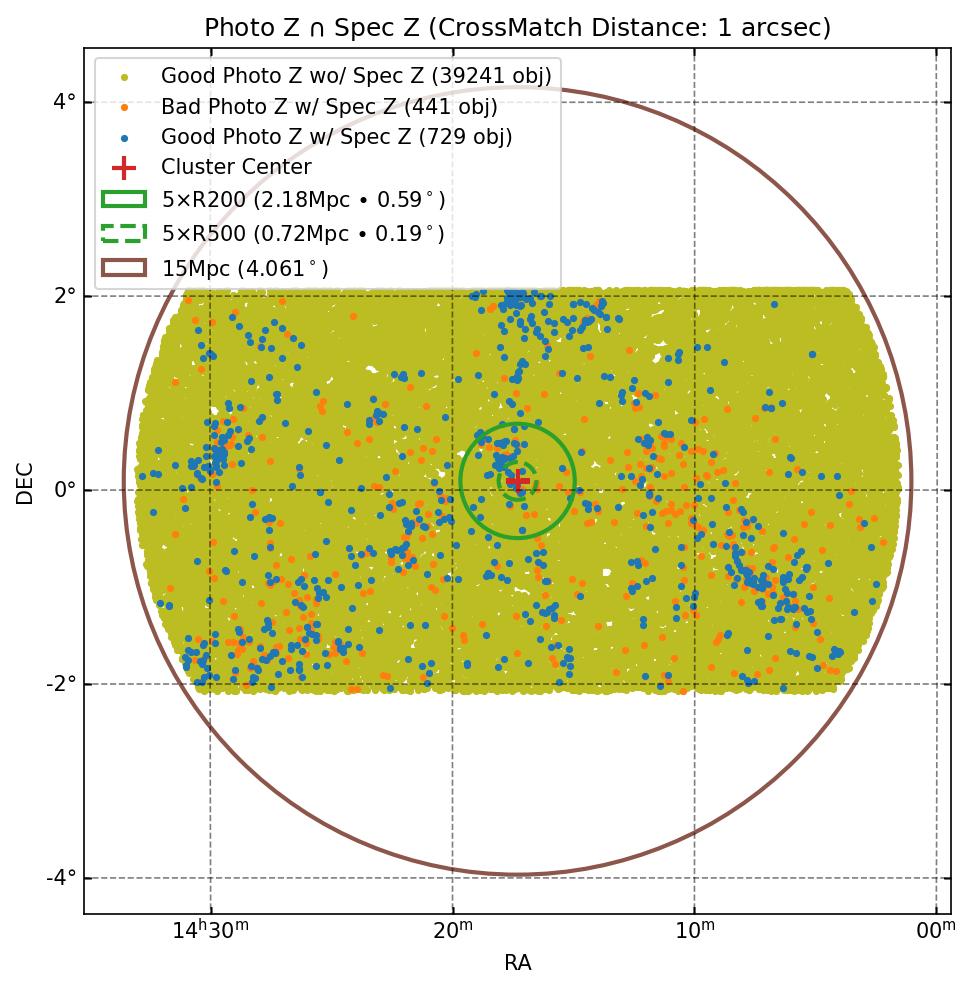 Photo Z ∩ Spec Z (CrossMatch Distance: 1 arcsec)
Good Photo Z wo/ Spec Z (39241 obj)
Bad Photo Z w/ Spec Z (441 obj)
Good Photo Z w/ Spec Z (729 obj)
Cluster Center
5×R200 (2.18Mpc • 0.59°)
5×R500 (0.72Mpc • 0.19°)
15Mpc (4.061°)
4°
2°
0°
-2°
-4°
DEC
14ʰ30ᵐ 20ᵐ 10ᵐ 00ᵐ
RA